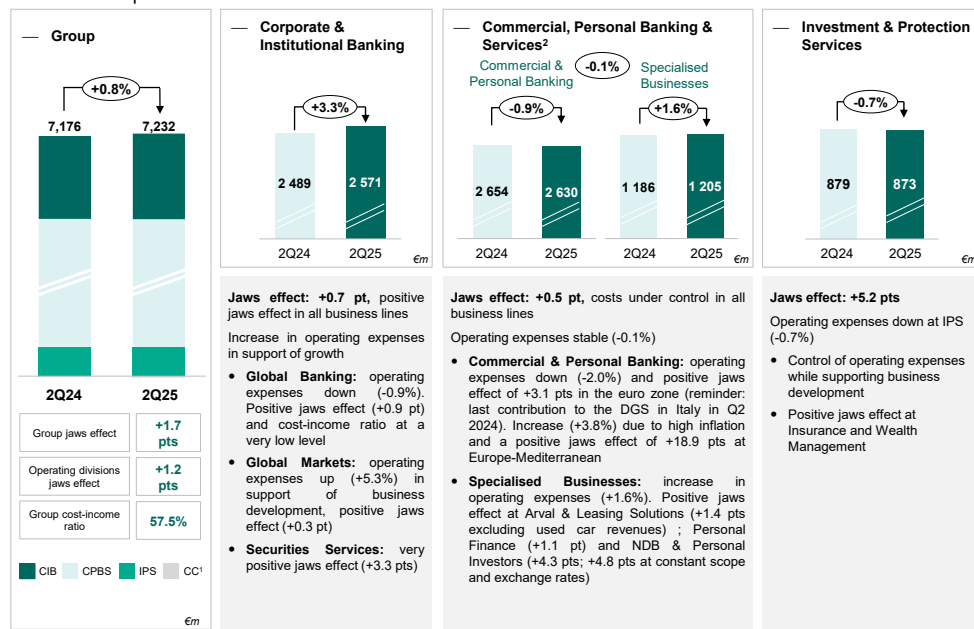 — Group
+0.8%
7,176
7,232
2Q24
2Q25
Group jaws effect
+1.7
pts
Operating divisions
jaws effect
+1.2
pts
Group cost-income
ratio
57.5%
CIB
CPBS
IPS
CC¹
€m
— Corporate &
Institutional Banking
+3.3%
2 489
2 571
2Q24
2Q25
€m
Jaws effect: +0.7 pt, positive
jaws effect in all business lines
Increase in operating expenses
in support of growth
• Global Banking: operating
expenses down (-0.9%).
Positive jaws effect (+0.9 pt)
and cost-income ratio at a
very low level
• Global Markets: operating
expenses up (+5.3%) in
support of business
development, positive jaws
effect (+0.3 pt)
• Securities Services: very
positive jaws effect (+3.3 pts)
— Commercial, Personal Banking &
Services²
-0.1%
Commercial &
Personal Banking
Specialised
Businesses
-0.9%
+1.6%
2 654
2 630
1 186
1 205
2Q24
2Q25
2Q24
2Q25
€m
Jaws effect: +0.5 pt, costs under control in all
business lines
Operating expenses stable (-0.1%)
• Commercial & Personal Banking: operating
expenses down (-2.0%) and positive jaws
effect of +3.1 pts in the euro zone (reminder:
last contribution to the DGS in Italy in Q2
2024). Increase (+3.8%) due to high inflation
and a positive jaws effect of +18.9 pts at
Europe-Mediterranean
• Specialised Businesses: increase in
operating expenses (+1.6%). Positive jaws
effect at Arval & Leasing Solutions (+1.4 pts
excluding used car revenues) ; Personal
Finance (+1.1 pt) and NDB & Personal
Investors (+4.3 pts; +4.8 pts at constant scope
and exchange rates)
— Investment & Protection
Services
-0.7%
879
873
2Q24
2Q25
€m
Jaws effect: +5.2 pts
Operating expenses down at IPS
(-0.7%)
• Control of operating expenses
while supporting business
development
• Positive jaws effect at
Insurance and Wealth
Management